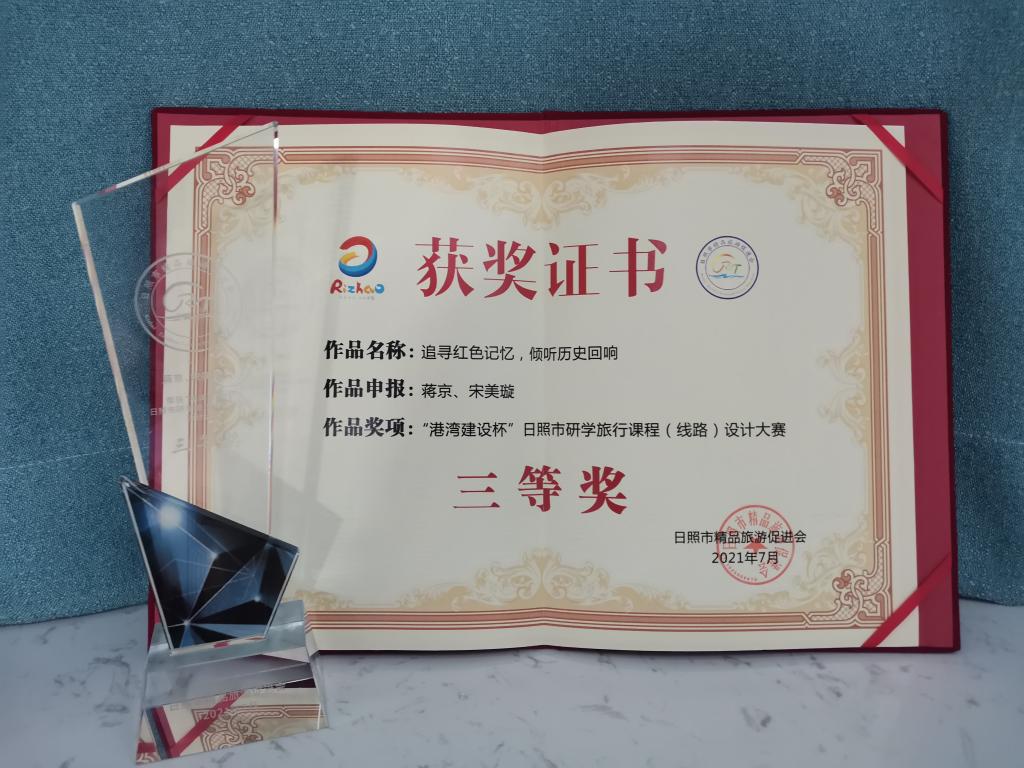 Rizhao
获奖证书
作品名称：追寻红色记忆，倾听历史回响
作品申报：蒋京、宋美璇
作品奖项：“港湾建设杯”日照市研学旅行课程（线路）设计大赛
三等奖
日照市精品旅游促进会
2021年7月